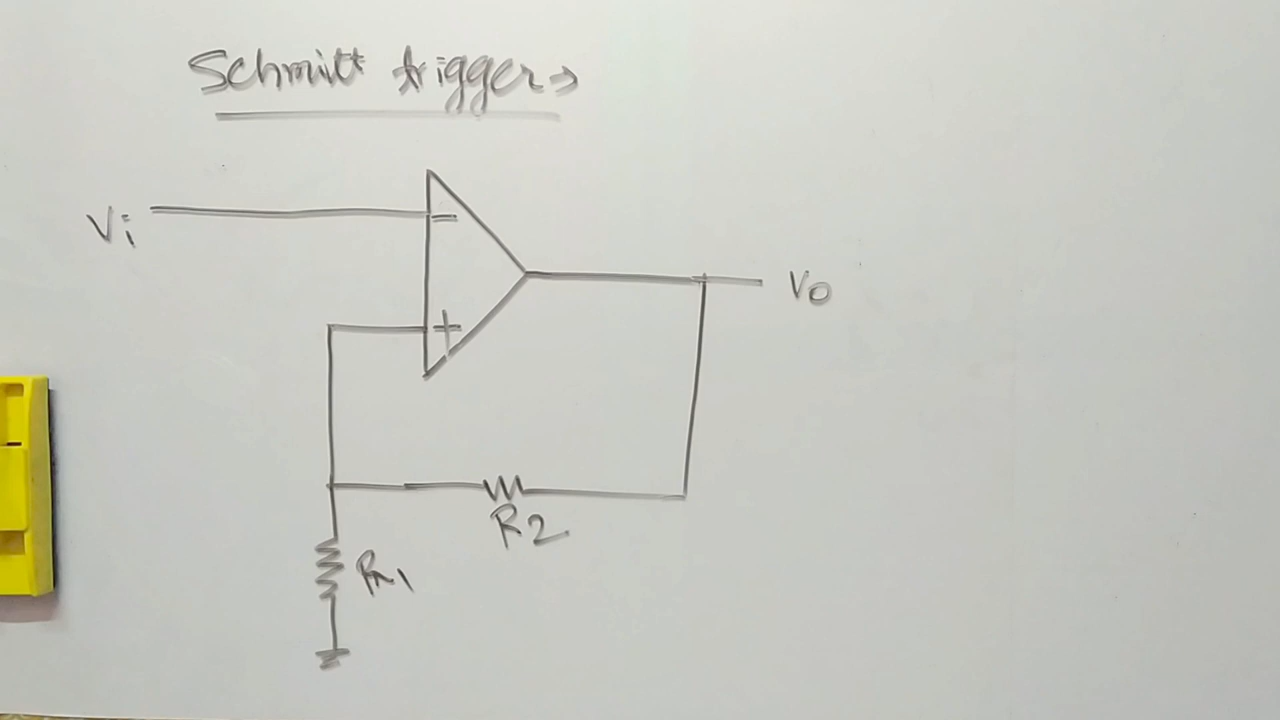 Schmitt trigger →
Vi
−
Vo
+
R2
R1